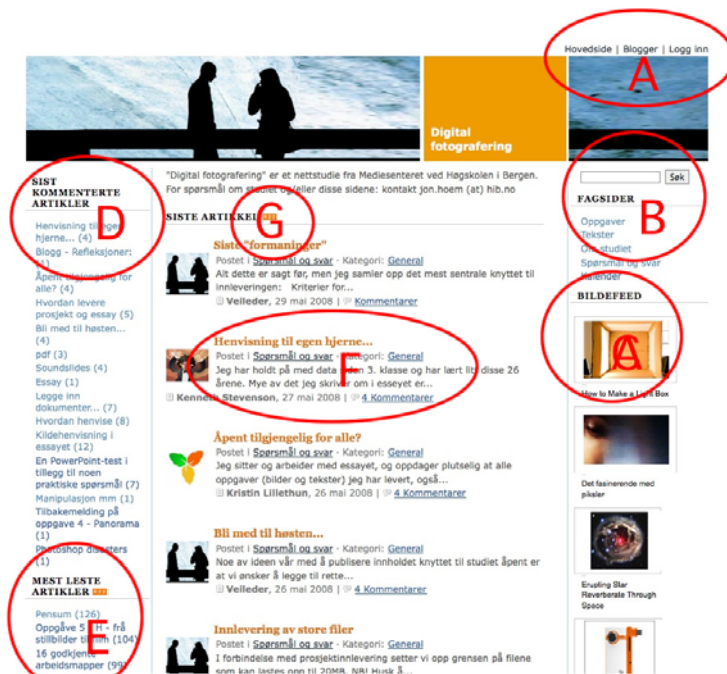 Hovedside | Blogger | Logg inn
A
Digital
fotografering
SIST
KOMMENTERTE
ARTIKLER
D
Henvisning til egen
hjerne... (4)
Blogg - Refleksjoner:
(1)
Åpent tilgjengelig for
alle? (4)
Hvordan levere
prosjekt og essay (5)
Bli med til høsten...
(4)
pdf (3)
Soundslides (4)
Essay (1)
Legge inn
dokumenter... (7)
Hvordan henvise (8)
Kildehenvisning i
essayet (12)
En PowerPoint-test i
tillegg til noen
praktiske spørsmål (7)
Manipulasjon mm (1)
Tilbakemelding på
oppgave 4 - Panorama
(1)
Photoshop disasters
(1)
MEST LESTE
ARTIKLER
E
Pensum (126)
Oppgåve 5 H - frå
stillbilder til film (104)
16 godkjente
arbeidsmapper (99)
"Digital fotografering" er et nettstudie fra Mediesenteret ved Høgskolen i Bergen.
For spørsmål om studiet og/eller disse sidene: kontakt jon.hoem (at) hib.no
SISTE ARTIKKEL
G
Siste "formaninger"
Postet i Spørsmål og svar - Kategori: General
Alt dette er sagt før, men jeg samler opp det mest sentrale knyttet til
innleveringen: Kriterier for...
Veileder, 29 mai 2008 | Kommentarer
Henvisning til egen hjerne...
Postet i Spørsmål og svar - Kategori: General
F
Jeg har holdt på med data siden 3. klasse og har lært litt disse 26
årene. Mye av det jeg skriver om i esseyet er...
Kenneth Stevenson, 27 mai 2008 | 4 Kommentarer
Åpent tilgjengelig for alle?
Postet i Spørsmål og svar - Kategori: General
Jeg sitter og arbeider med essayet, og oppdager plutselig at alle
oppgaver (bilder og tekster) jeg har levert, også...
Kristin Lillethun, 26 mai 2008 | 4 Kommentarer
Bli med til høsten...
Postet i Spørsmål og svar - Kategori: General
Noe av ideen vår med å publisere innholdet knyttet til studiet åpent er
at vi ønsker å legge til rette...
Veileder, 26 mai 2008 | 4 Kommentarer
Innlevering av store filer
Postet i Spørsmål og svar - Kategori: General
I forbindelse med prosjektinnlevering setter vi opp grensen på filene
som kan lastes opp til 20MB. NB! Husk å...
Søk
FAGSIDER
B
Oppgaver
Tekster
Om studiet
Spørsmål og svar
Kalender
BILDEFEED
How to Make a Light Box
Det fasinerende med
piksler
Erupting Star
Reverberate Through
Space